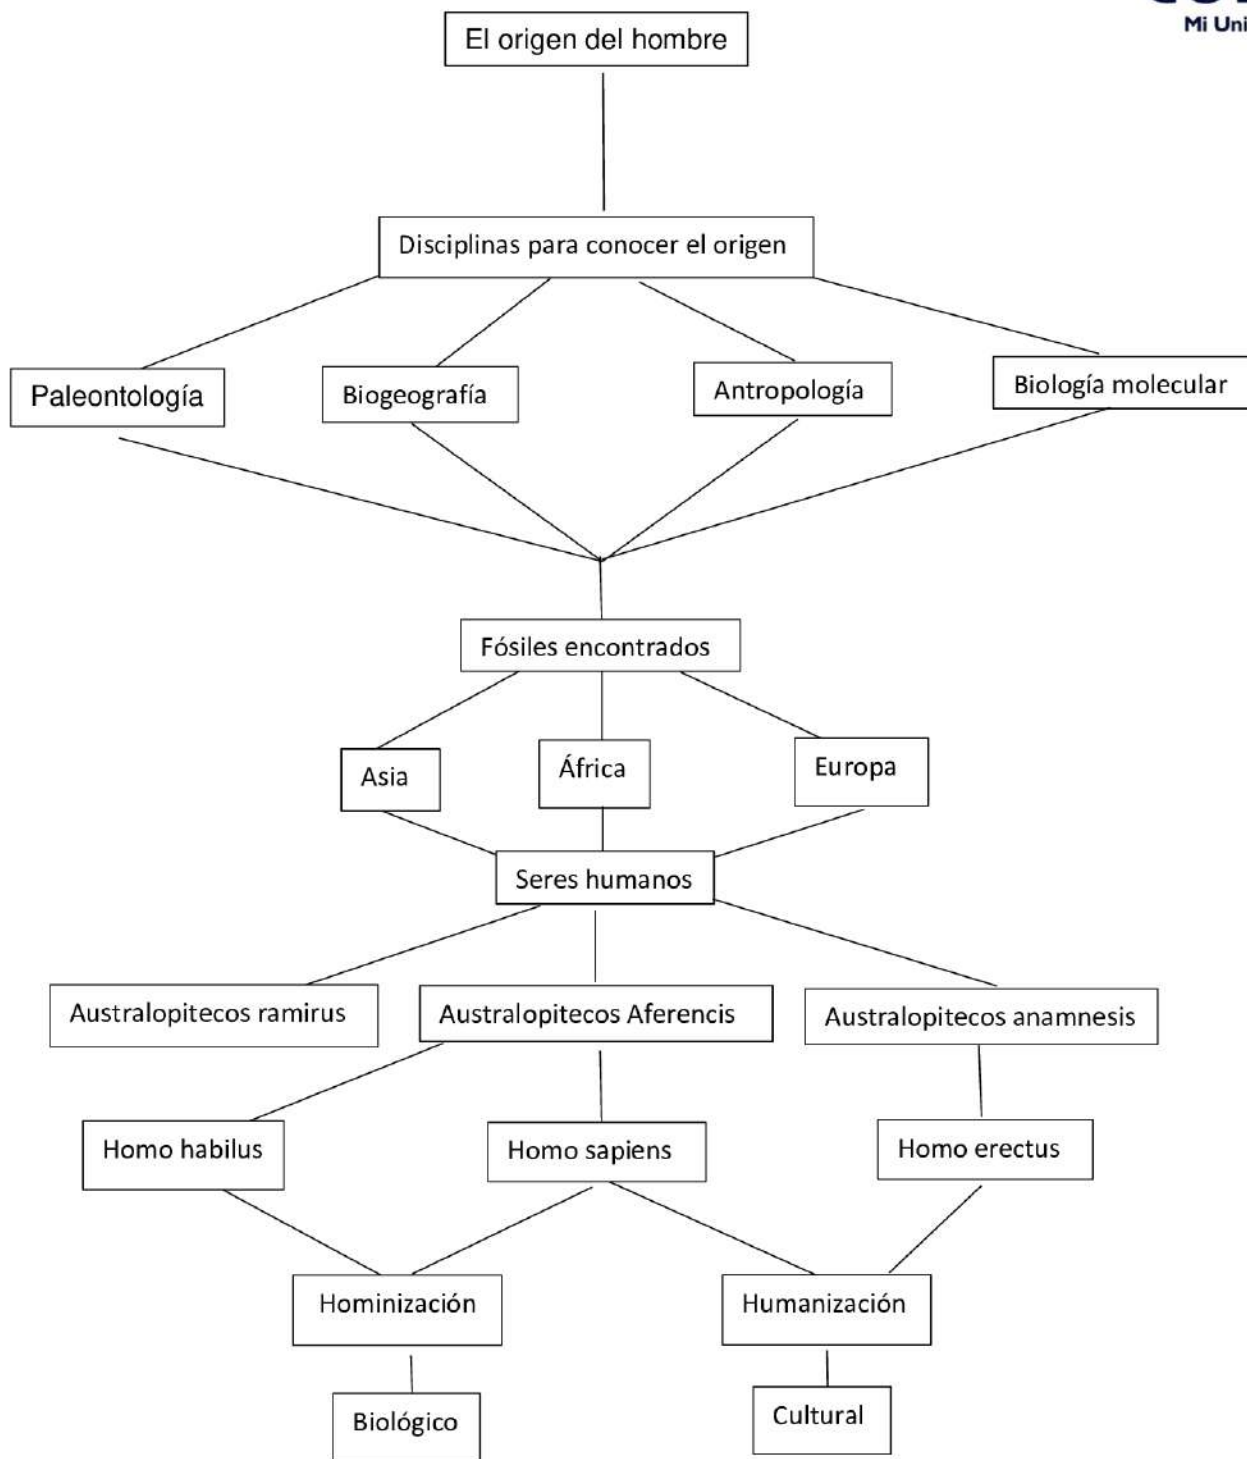 Mi Uni
El origen del hombre
Disciplinas para conocer el origen
Paleontología
Biogeografía
Antropología
Biología molecular
Fósiles encontrados
Asia
África
Europa
Seres humanos
Australopitecos ramirus
Australopitecos Aferencis
Australopitecos anamnesis
Homo habilus
Homo sapiens
Homo erectus
Hominización
Humanización
Biológico
Cultural